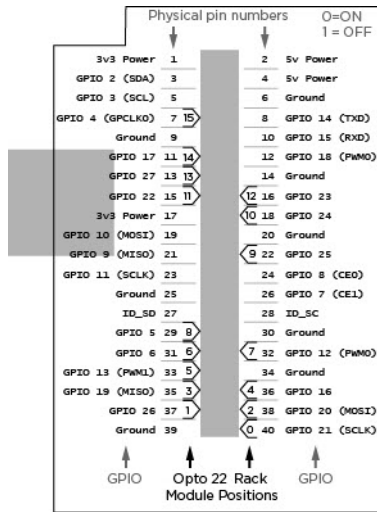 Physical pin numbers 0=ON
1 = OFF
3v3 Power 1 2 5v Power
GPIO 2 (SDA) 3 4 5v Power
GPIO 3 (SCL) 5 6 Ground
GPIO 4 (GPCLK0) 7 15 8 GPIO 14 (TXD)
Ground 9 10 GPIO 15 (RXD)
GPIO 17 11 14 12 GPIO 18 (PWM0)
GPIO 27 13 13 14 Ground
GPIO 22 15 11 12 16 GPIO 23
3v3 Power 17 10 18 GPIO 24
GPIO 10 (MOSI) 19 20 Ground
GPIO 9 (MISO) 21 9 22 GPIO 25
GPIO 11 (SCLK) 23 24 GPIO 8 (CE0)
Ground 25 26 GPIO 7 (CE1)
ID_SD 27 28 ID_SC
GPIO 5 29 8 30 Ground
GPIO 6 31 6 7 32 GPIO 12 (PWM0)
GPIO 13 (PWM1) 33 5 34 Ground
GPIO 19 (MISO) 35 3 4 36 GPIO 16
GPIO 26 37 1 2 38 GPIO 20 (MOSI)
Ground 39 0 40 GPIO 21 (SCLK)
GPIO Opto 22 Rack GPIO
Module Positions